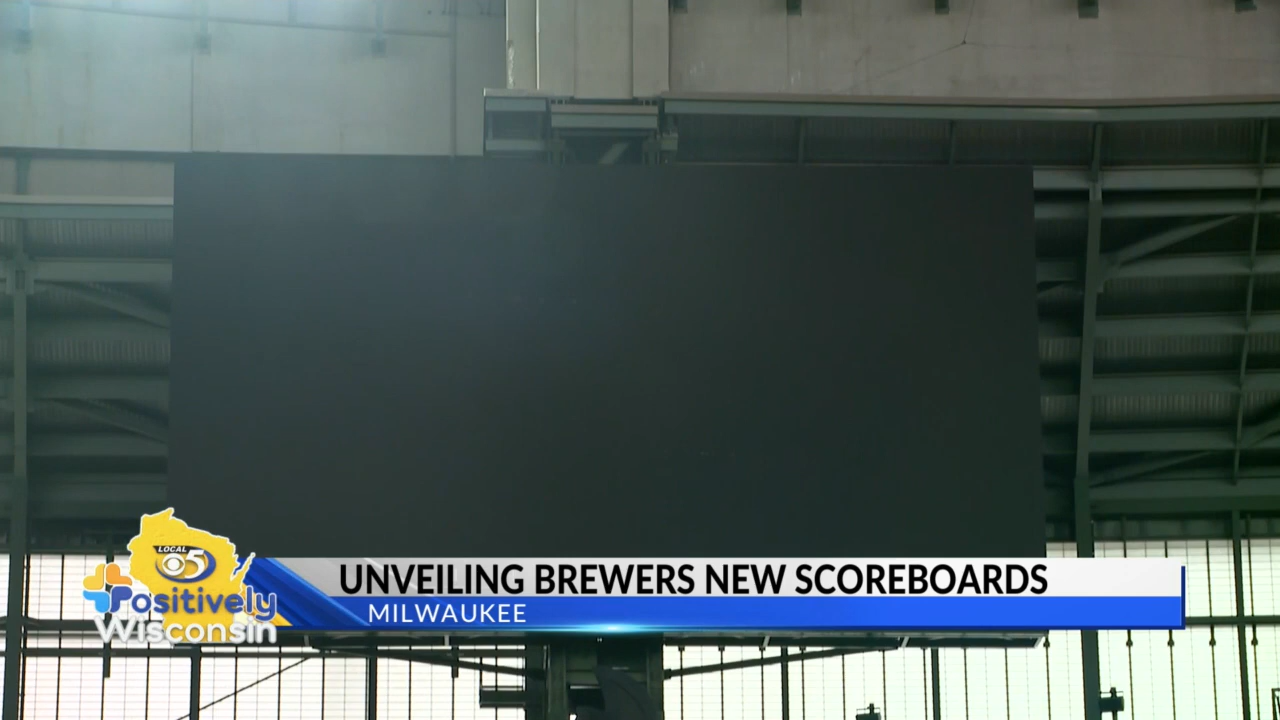 LOCAL 5
Positively
Wisconsin
UNVEILING BREWERS NEW SCOREBOARDS
MILWAUKEE